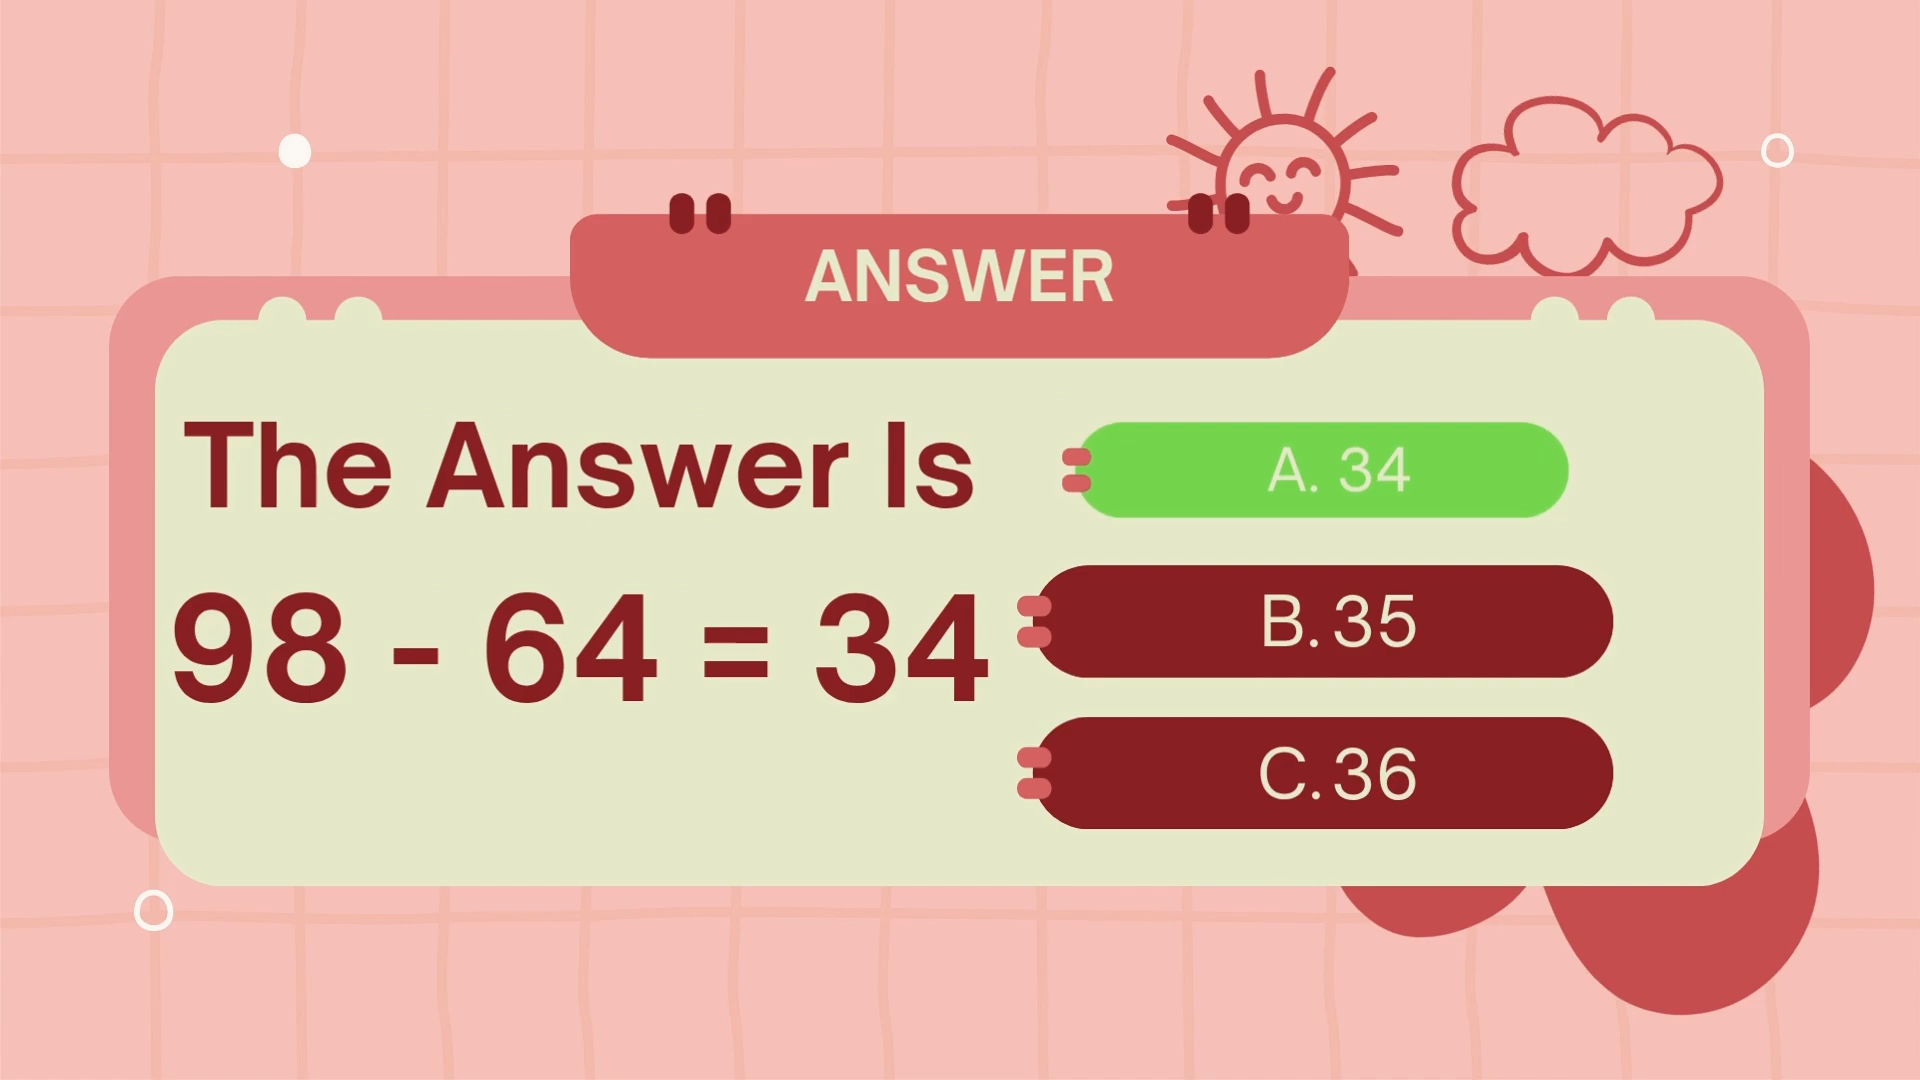 ANSWER
The Answer Is
98 - 64 = 34
A. 34
B. 35
C. 36